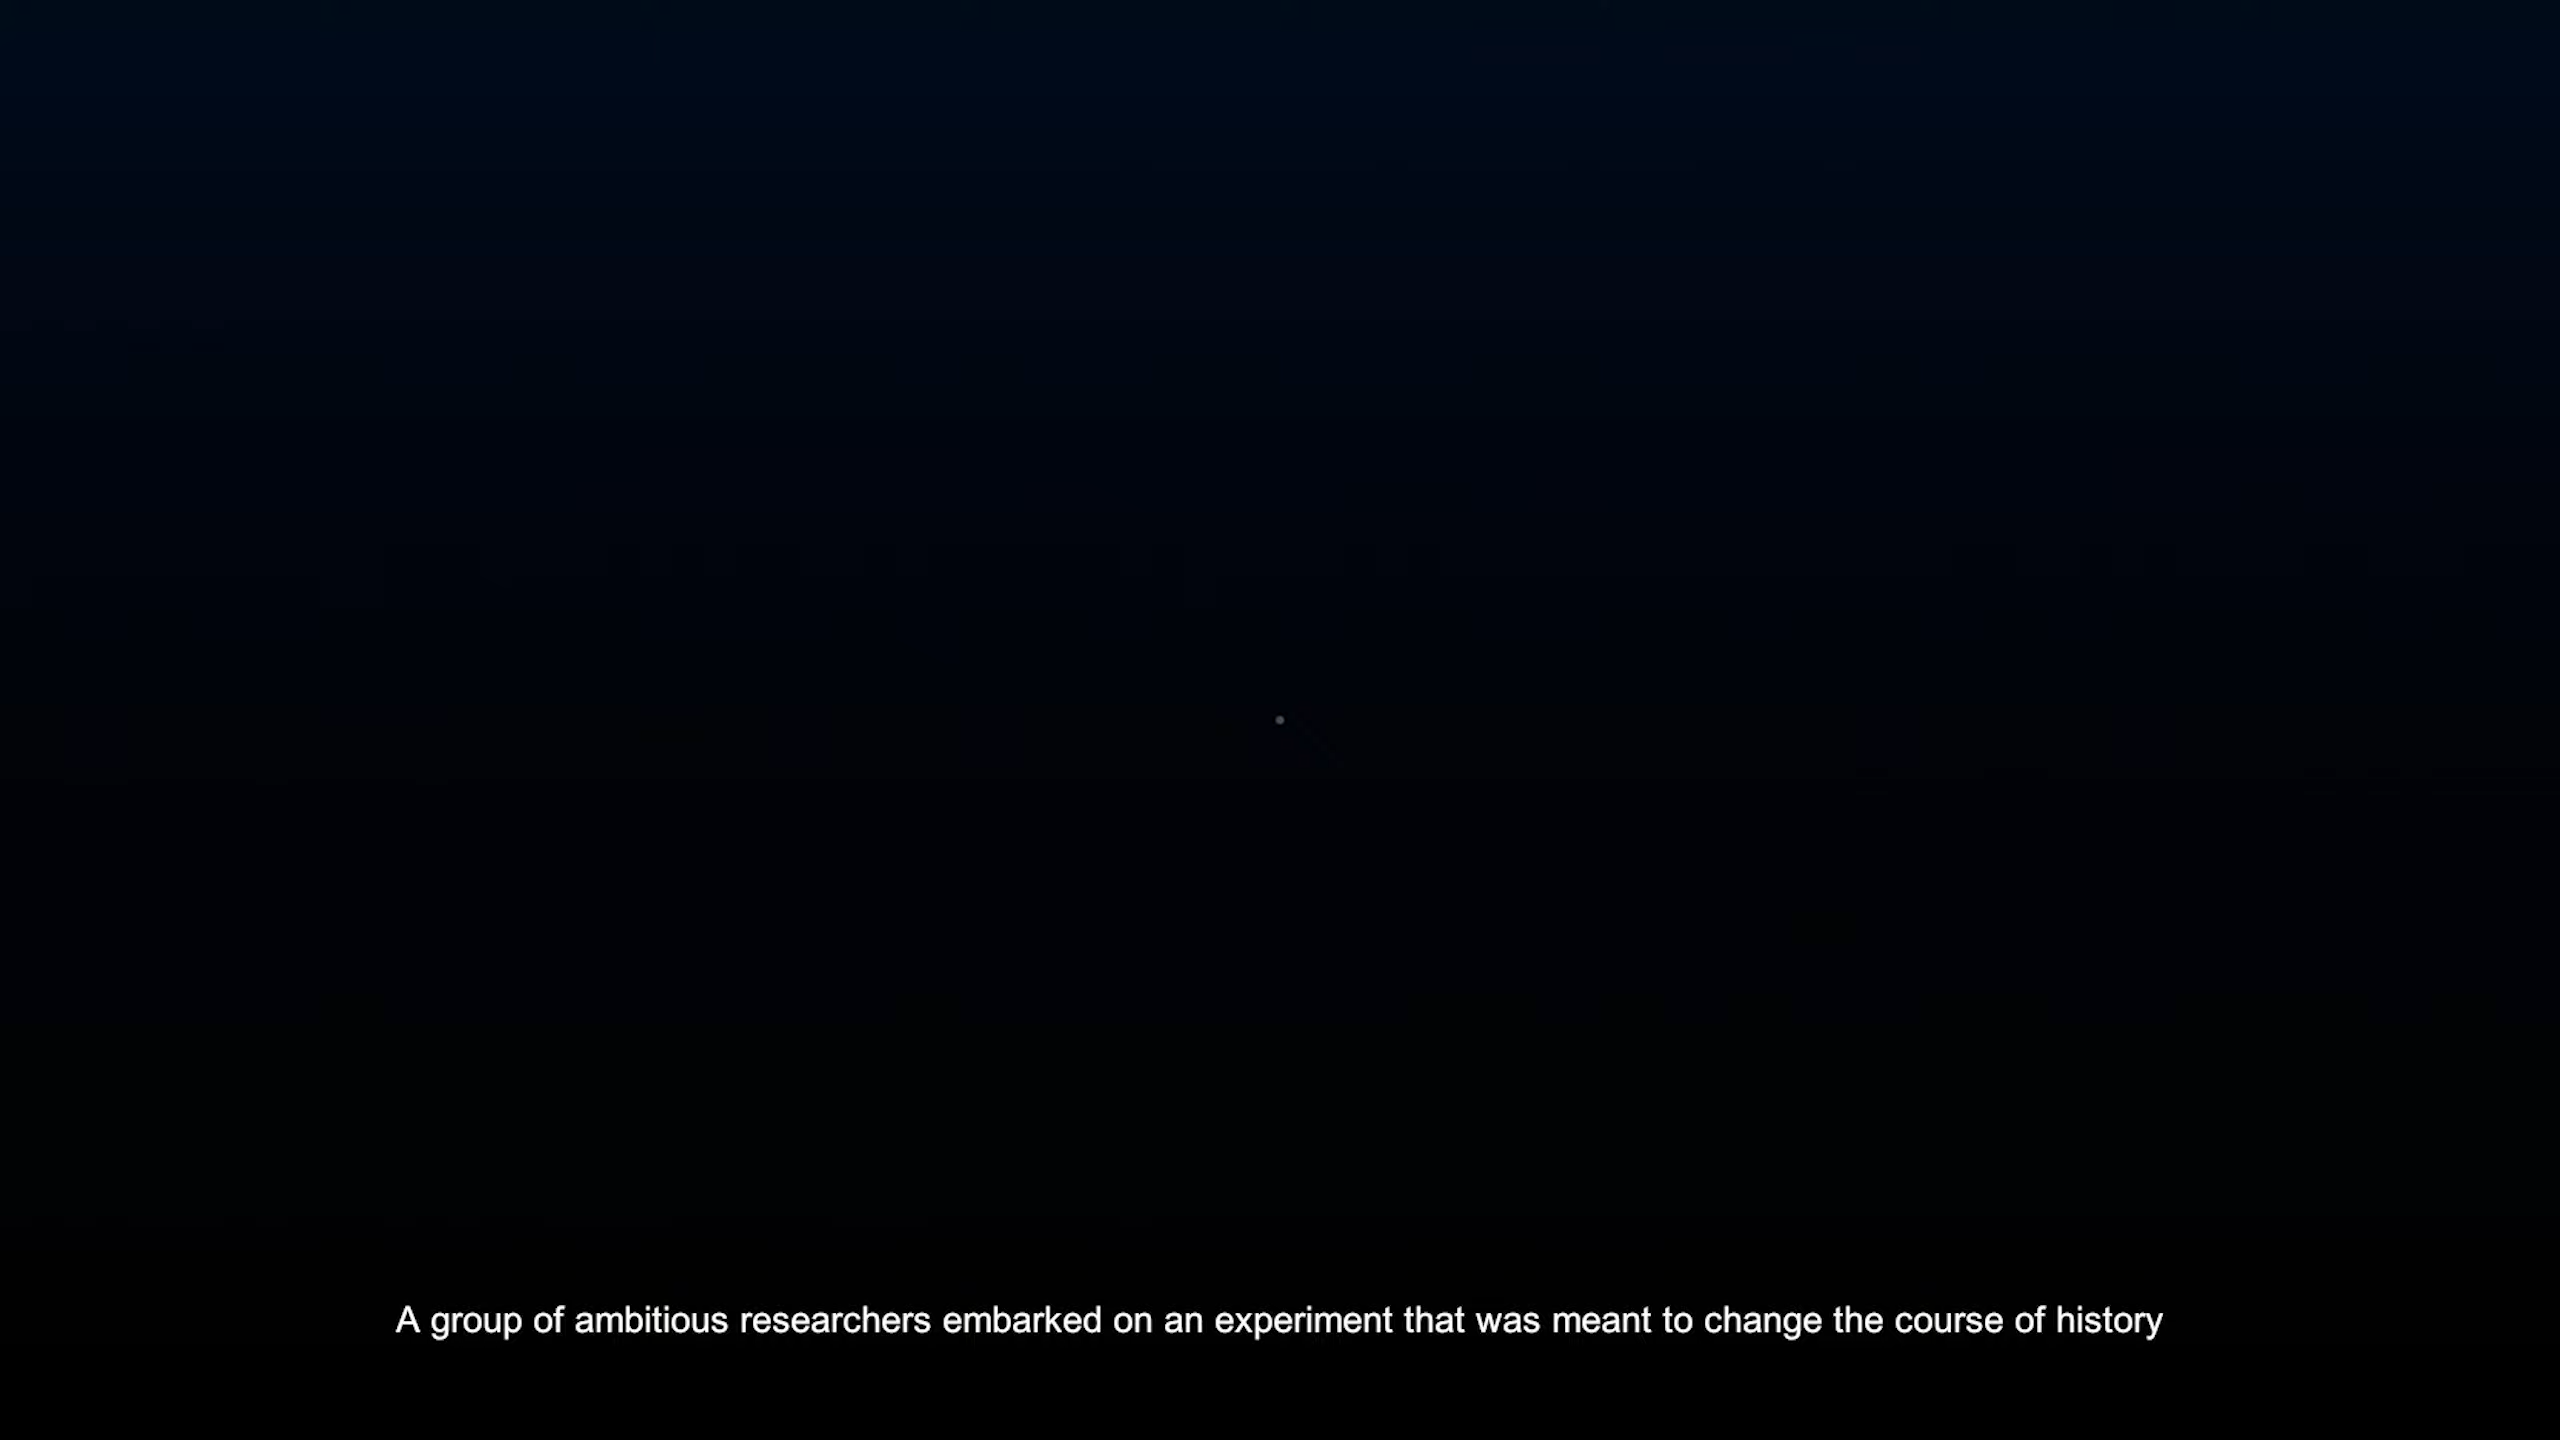 A group of ambitious researchers embarked on an experiment that was meant to change the course of history